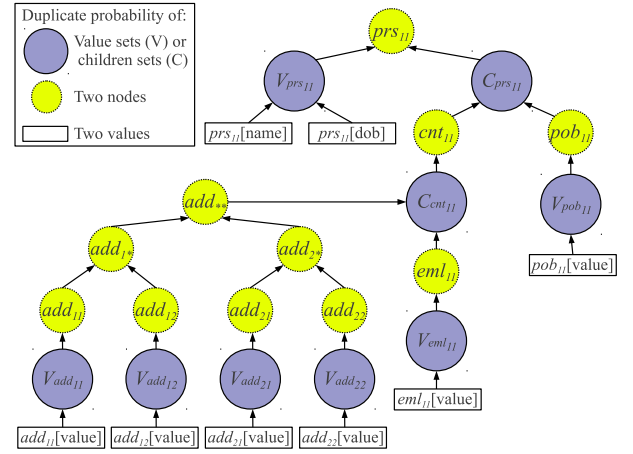 Duplicate probability of:
Value sets (V) or
children sets (C)
Two nodes
Two values
prs11
Vprs11
Cprs11
prs11[name]
prs11[dob]
cnt11
pob11
add**
Ccnt11
Vpob11
add1*
add2*
eml11
pob11[value]
add11
add12
add21
add22
Vadd11
Vadd12
Vadd21
Vadd22
Veml11
eml11[value]
add11[value]
add12[value]
add21[value]
add22[value]